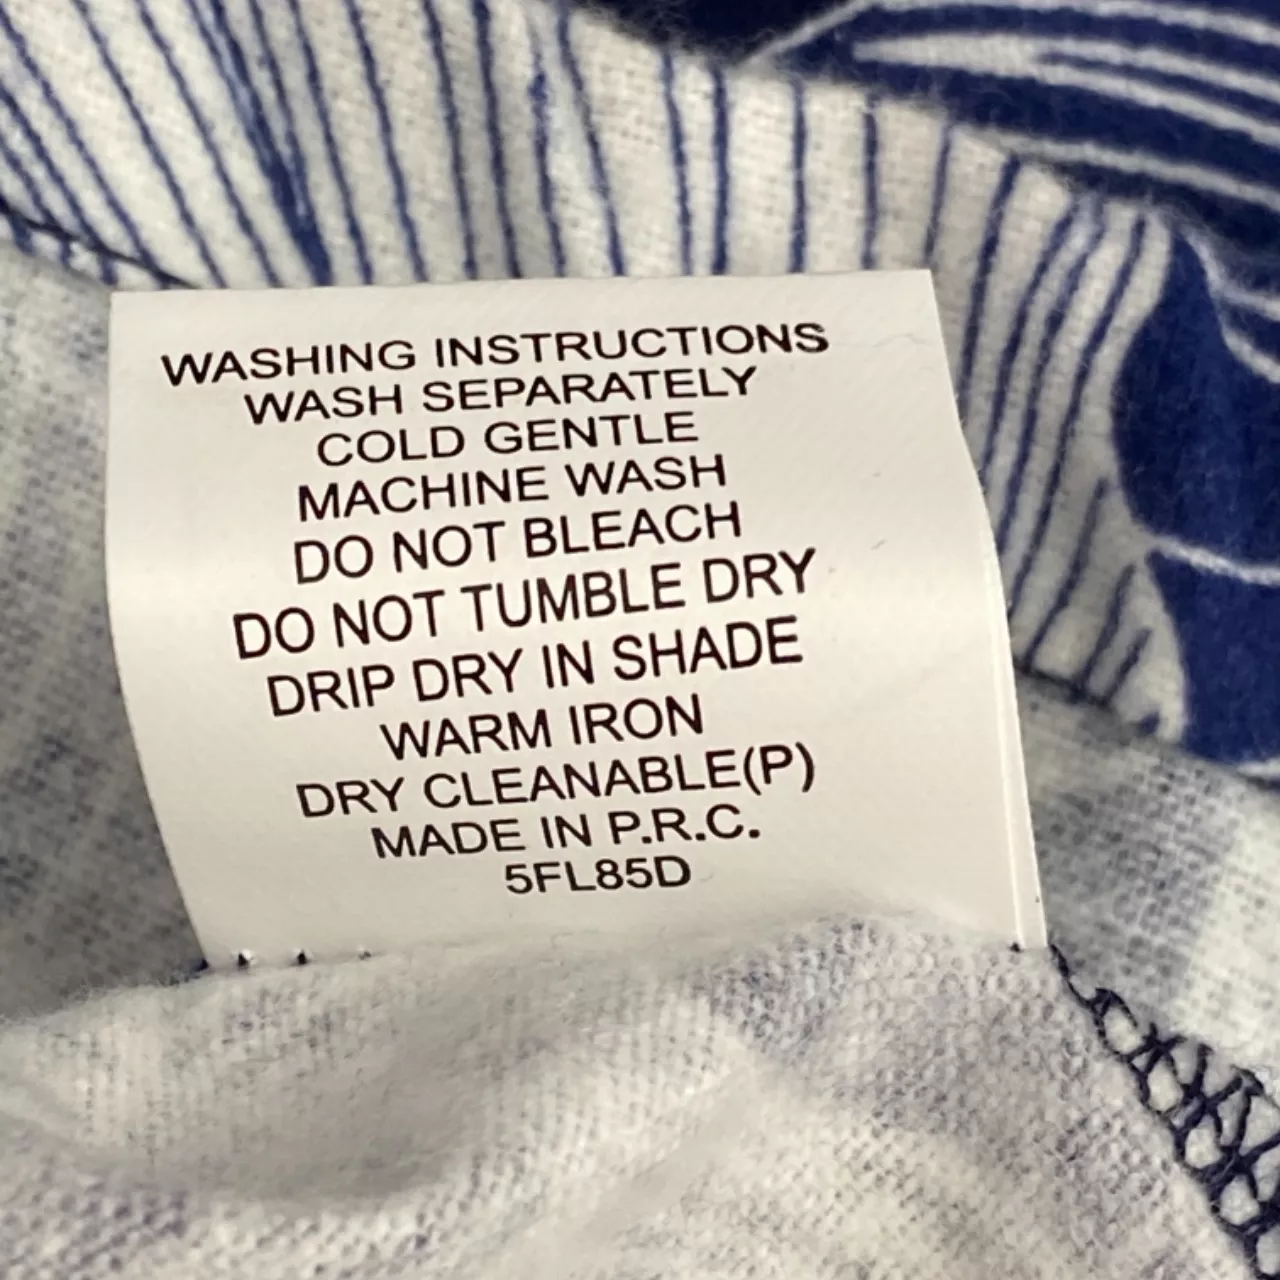 WASHING INSTRUCTIONS
WASH SEPARATELY
COLD GENTLE
MACHINE WASH
DO NOT BLEACH
DO NOT TUMBLE DRY
DRIP DRY IN SHADE
WARM IRON
DRY CLEANABLE(P)
MADE IN P.R.C.
5FL85D